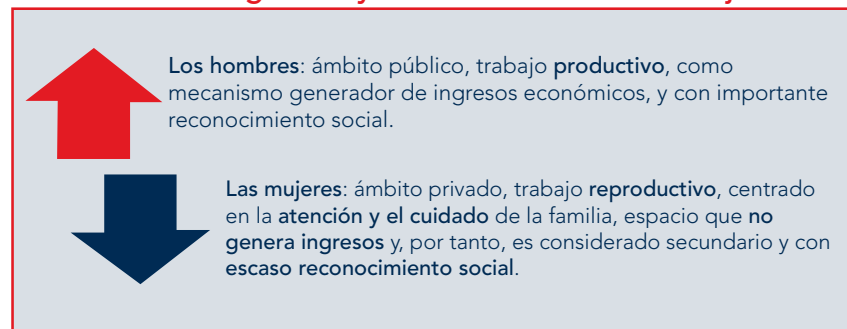 Los hombres: ámbito público, trabajo productivo, como
mecanismo generador de ingresos económicos, y con importante
reconocimiento social.
Las mujeres: ámbito privado, trabajo reproductivo, centrado
en la atención y el cuidado de la familia, espacio que no
genera ingresos y, por tanto, es considerado secundario y con
escaso reconocimiento social.